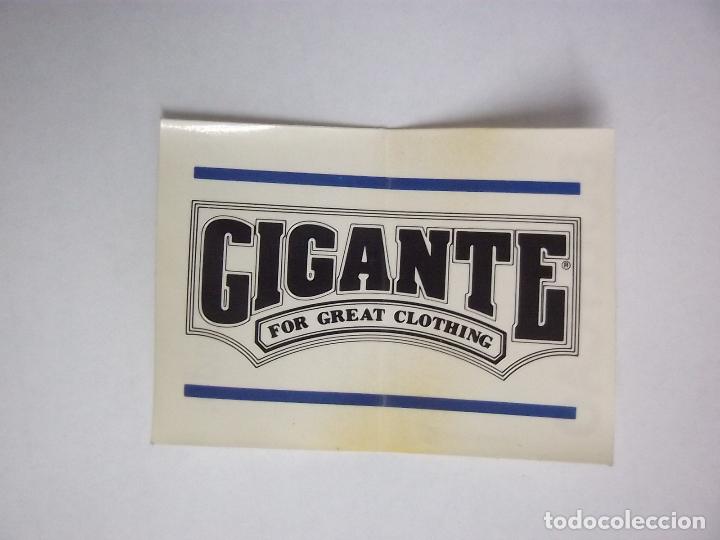 GIGANTE®
FOR GREAT CLOTHING
todocoleccion